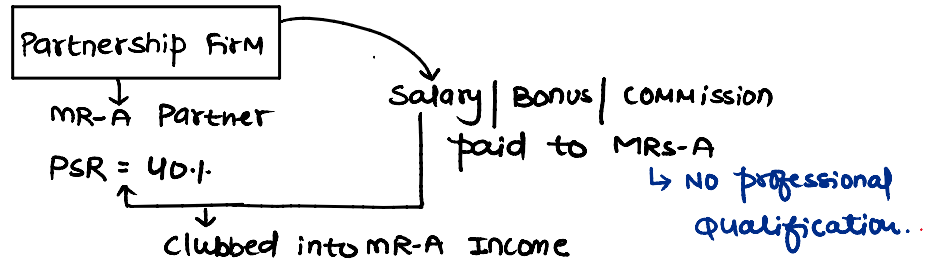 Partnership Firm
MR-A Partner
PSR = 40%
Salary | Bonus | Commission
paid to MRs-A
↳ No professional
Qualification..
Clubbed into MR-A Income